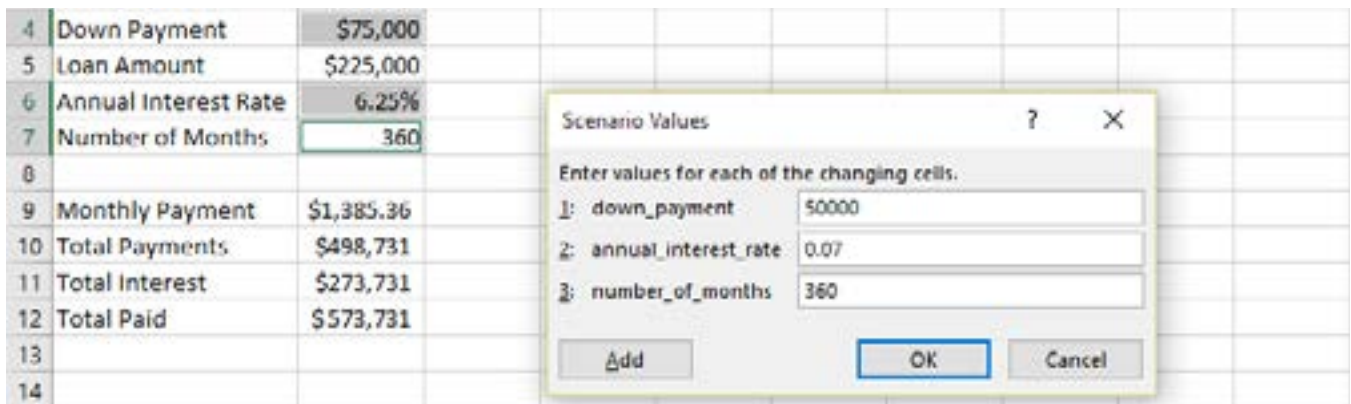 4 Down Payment $75,000
5 Loan Amount $225,000
6 Annual Interest Rate 6.25%
7 Number of Months 360
8
9 Monthly Payment $1,385.36
10 Total Payments $498,731
11 Total Interest $273,731
12 Total Paid $573,731
13
14
Scenario Values ? ×
Enter values for each of the changing cells.
1: down_payment 50000
2: annual_interest_rate 0.07
3: number_of_months 360
Add OK Cancel